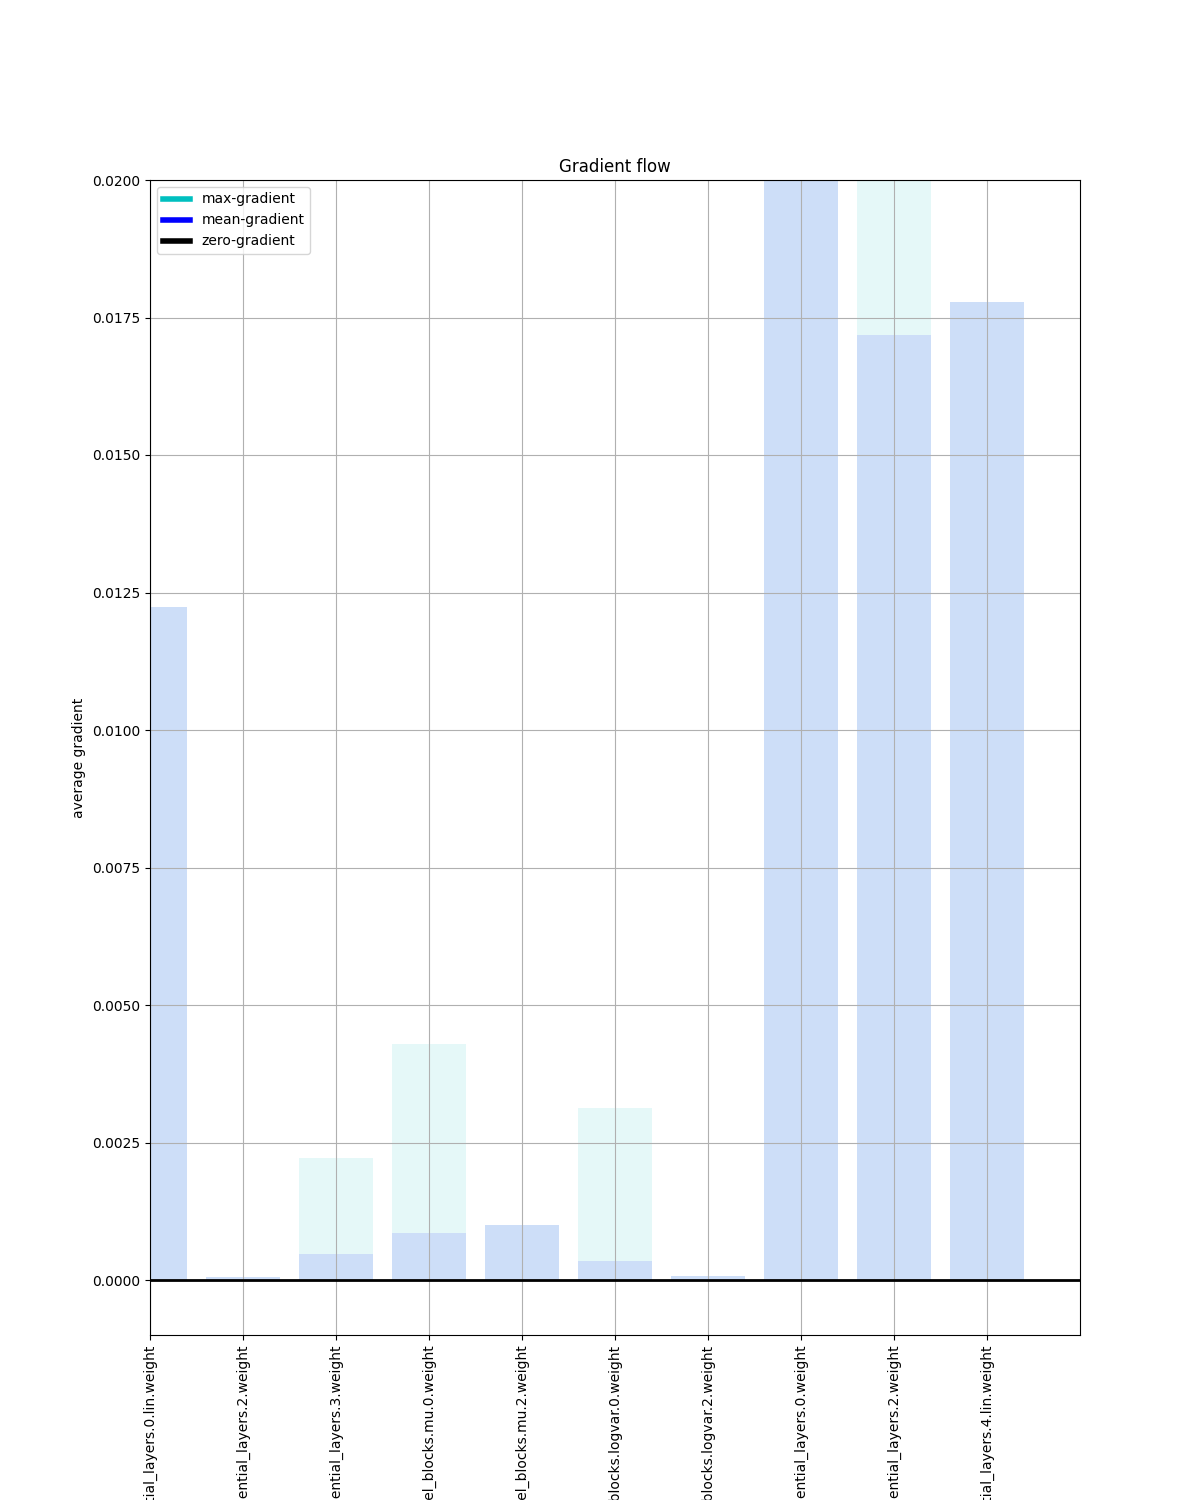 Gradient flow
max-gradient
mean-gradient
zero-gradient
0.0200
0.0175
0.0150
0.0125
0.0100
0.0075
0.0050
0.0025
0.0000
average gradient
tial_layers.0.lin.weight
ential_layers.2.weight
ential_layers.3.weight
el_blocks.mu.0.weight
el_blocks.mu.2.weight
blocks.logvar.0.weight
blocks.logvar.2.weight
ential_layers.0.weight
ential_layers.2.weight
tial_layers.4.lin.weight